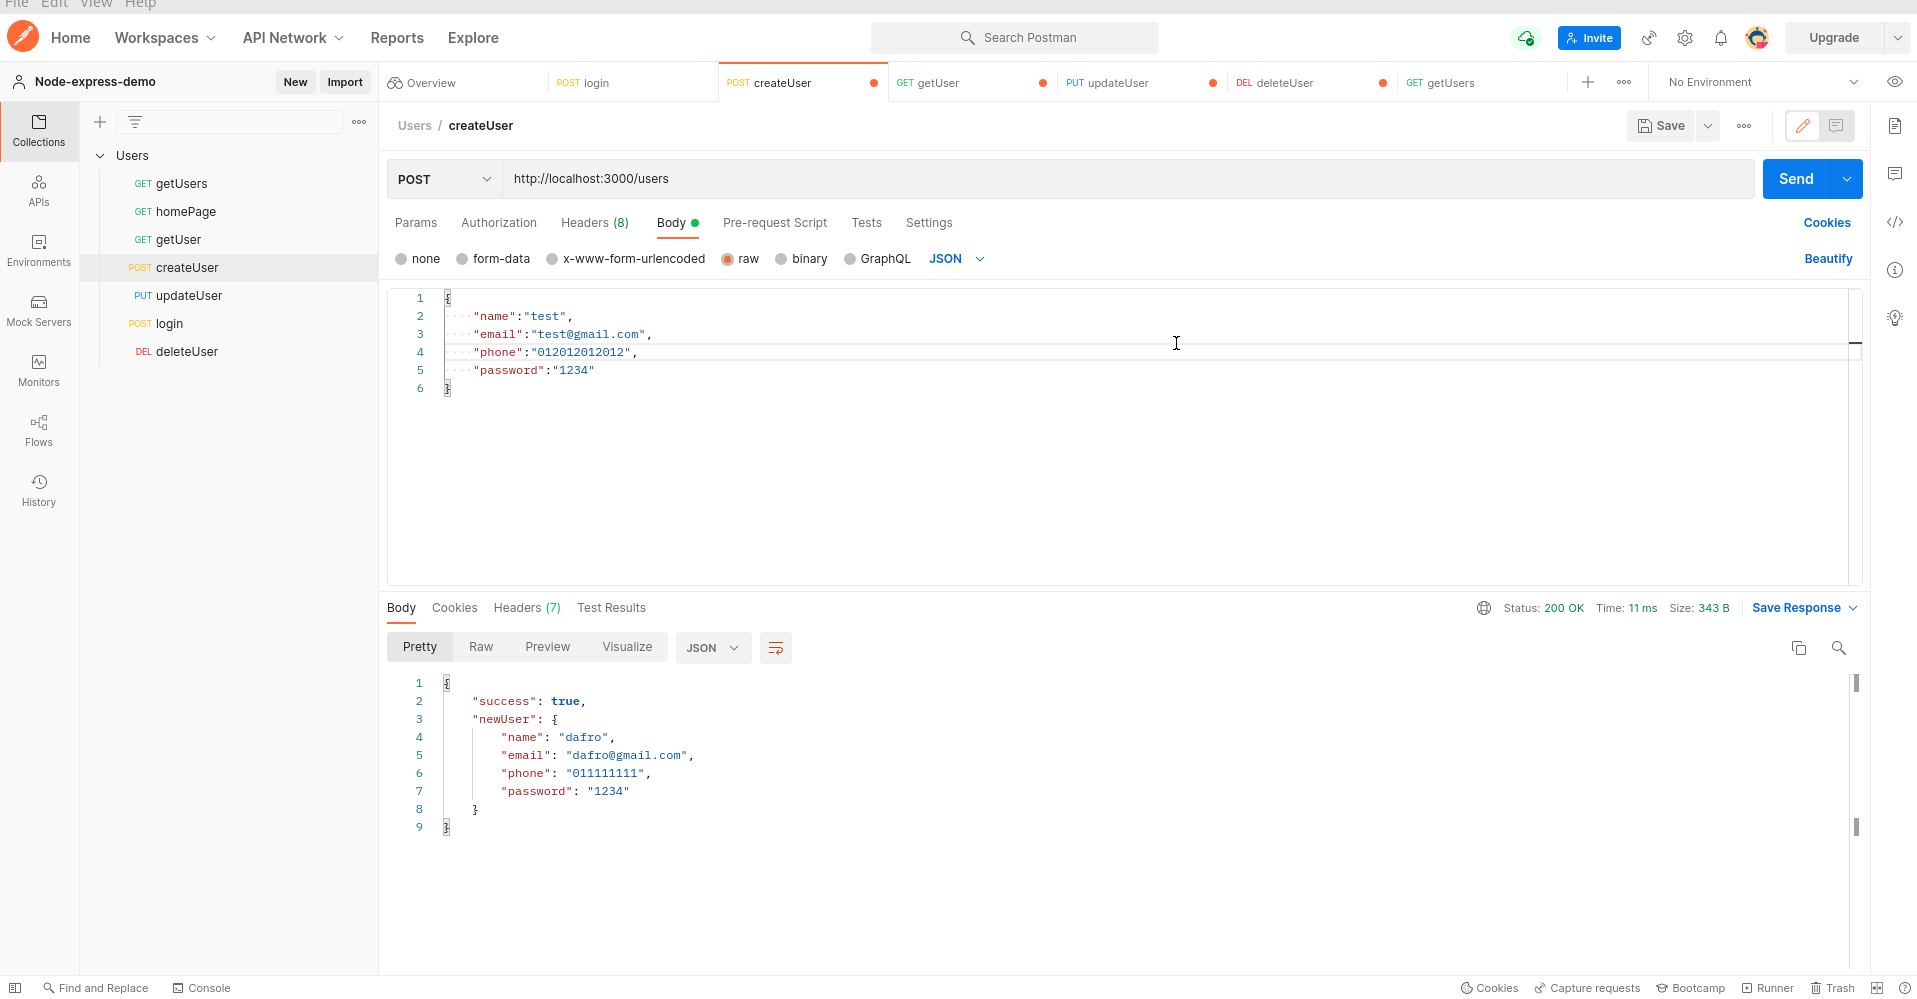 File Edit View Help
Home Workspaces API Network Reports Explore Search Postman Invite Upgrade
Node-express-demo New Import Overview POST login POST createUser GET getUser PUT updateUser DEL deleteUser GET getUsers No Environment
Collections
APIs
Environments
Mock Servers
Monitors
Flows
History
Users
GET getUsers
GET homePage
GET getUser
POST createUser
PUT updateUser
POST login
DEL deleteUser
Users / createUser Save
POST http://localhost:3000/users Send
Params Authorization Headers (8) Body Pre-request Script Tests Settings Cookies
none form-data x-www-form-urlencoded raw binary GraphQL JSON Beautify
1 {
2 "name":"test",
3 "email":"test@gmail.com",
4 "phone":"012012012012",
5 "password":"1234"
6 }
Body Cookies Headers (7) Test Results Status: 200 OK Time: 11 ms Size: 343 B Save Response
Pretty Raw Preview Visualize JSON
1 {
2 "success": true,
3 "newUser": {
4 "name": "dafro",
5 "email": "dafro@gmail.com",
6 "phone": "011111111",
7 "password": "1234"
8 }
9 }
Find and Replace Console Cookies Capture requests Bootcamp Runner Trash